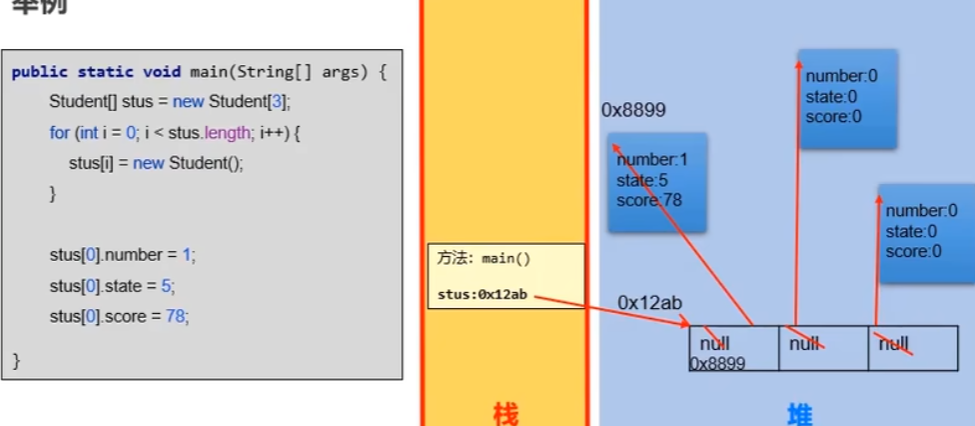 举例
public static void main(String[] args) {
Student[] stus = new Student[3];
for (int i = 0; i < stus.length; i++) {
stus[i] = new Student();
}
stus[0].number = 1;
stus[0].state = 5;
stus[0].score = 78;
}
方法: main()
stus:0x12ab
栈
0x8899
number:1
state:5
score:78
number:0
state:0
score:0
number:0
state:0
score:0
0x12ab
null
0x8899
null
null
堆